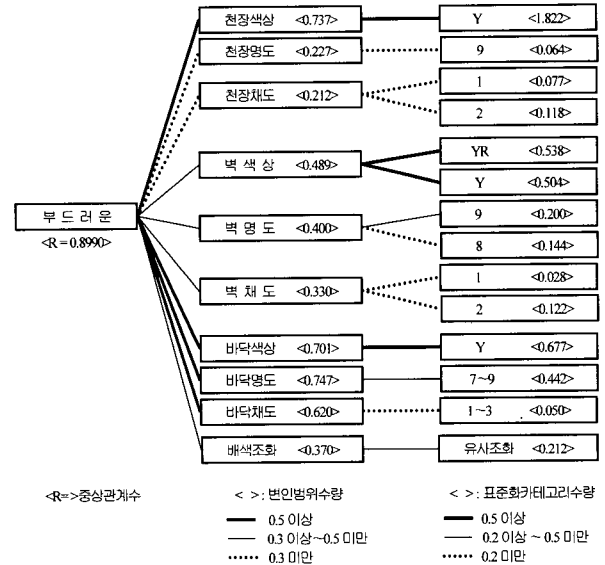 천장색상 <0.737> Y <1.822>
천장명도 <0.227> 9 <0.064>
천장채도 <0.212> 1 <0.077>
2 <0.118>
벽 색 상 <0.489> YR <0.538>
Y <0.504>
부 드 러 운
<R = 0.8990>
벽 명 도 <0.400> 9 <0.200>
8 <0.144>
벽 채 도 <0.330> 1 <0.028>
2 <0.122>
바닥색상 <0.701> Y <0.677>
바닥명도 <0.747> 7~9 <0.442>
바닥채도 <0.620> 1~3 <0.050>
배색조화 <0.370> 유사조화 <0.212>
<R=>중상관계수 < >: 변인범위수량 < >: 표준화카테고리수량
0.5 이상 0.5 이상
0.3 이상~0.5 미만 0.2 이상 ~ 0.5 미만
0.3 미만 0.2 미만